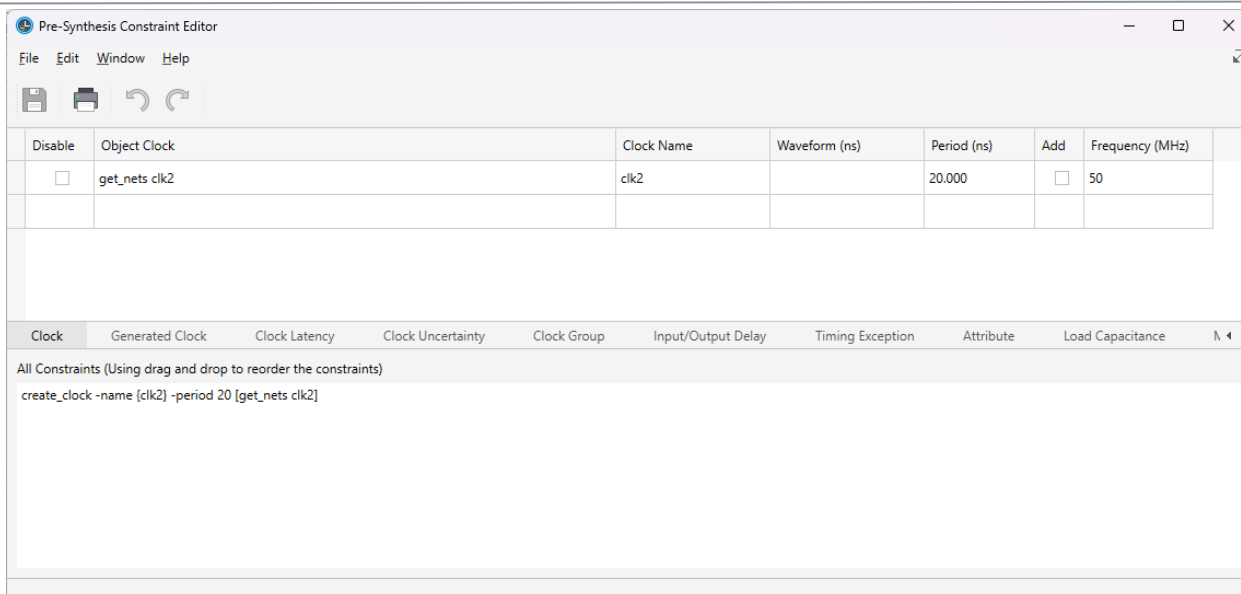 Pre-Synthesis Constraint Editor
File Edit Window Help
Disable Object Clock Clock Name Waveform (ns) Period (ns) Add Frequency (MHz)
get_nets clk2 clk2 20.000 50
Clock Generated Clock Clock Latency Clock Uncertainty Clock Group Input/Output Delay Timing Exception Attribute Load Capacitance
All Constraints (Using drag and drop to reorder the constraints)
create_clock -name {clk2} -period 20 [get_nets clk2]